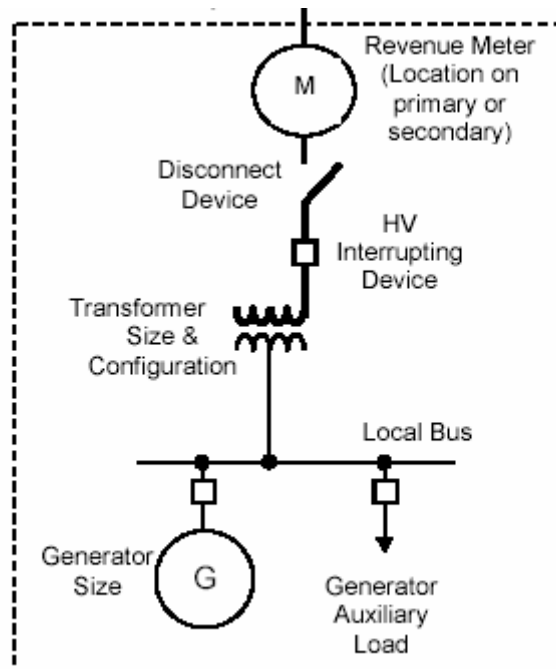 Revenue Meter
(Location on
primary or
secondary)
M
Disconnect
Device
HV
Interrupting
Device
Transformer
Size &
Configuration
Local Bus
Generator
Size
G
Generator
Auxiliary
Load